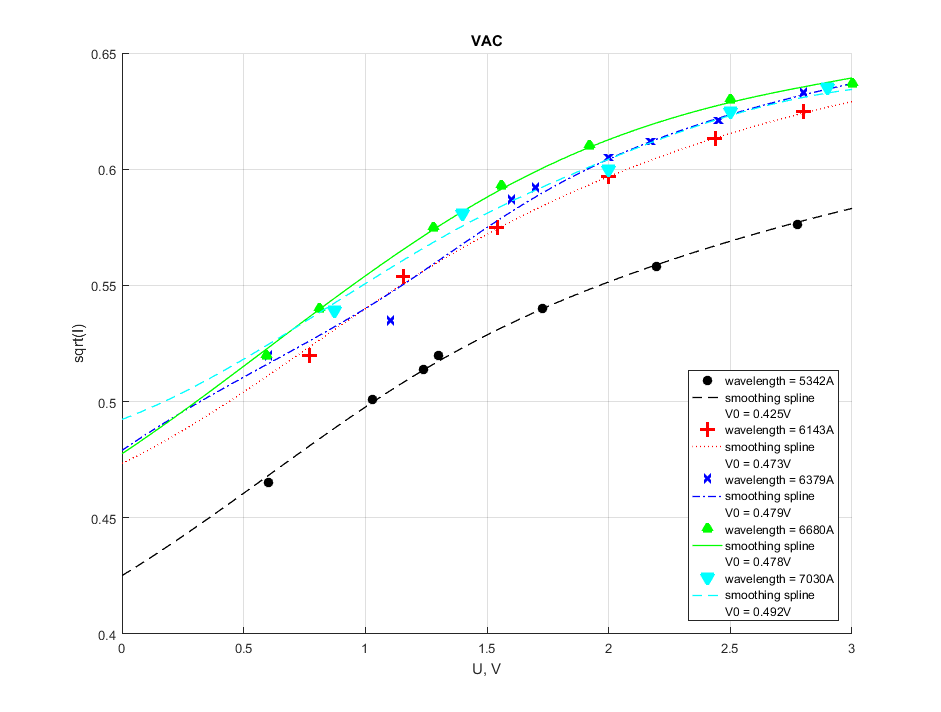 VAC
0.65
0.6
0.55
0.5
0.45
0.4
sqrt(I)
0
0.5
1
1.5
2
2.5
3
U, V
wavelength = 5342A
smoothing spline
V0 = 0.425V
wavelength = 6143A
smoothing spline
V0 = 0.473V
wavelength = 6379A
smoothing spline
V0 = 0.479V
wavelength = 6680A
smoothing spline
V0 = 0.478V
wavelength = 7030A
smoothing spline
V0 = 0.492V